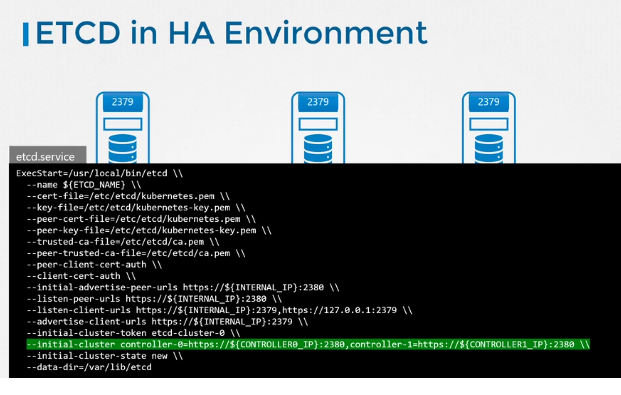 ETCD in HA Environment
2379 2379 2379
etcd.service
ExecStart=/usr/local/bin/etcd \\
--name ${ETCD_NAME} \\
--cert-file=/etc/etcd/kubernetes.pem \\
--key-file=/etc/etcd/kubernetes-key.pem \\
--peer-cert-file=/etc/etcd/kubernetes.pem \\
--peer-key-file=/etc/etcd/kubernetes-key.pem \\
--trusted-ca-file=/etc/etcd/ca.pem \\
--peer-trusted-ca-file=/etc/etcd/ca.pem \\
--peer-client-cert-auth \\
--client-cert-auth \\
--initial-advertise-peer-urls https://${INTERNAL_IP}:2380 \\
--listen-peer-urls https://${INTERNAL_IP}:2380 \\
--listen-client-urls https://${INTERNAL_IP}:2379,https://127.0.0.1:2379 \\
--advertise-client-urls https://${INTERNAL_IP}:2379 \\
--initial-cluster-token etcd-cluster-0 \\
--initial-cluster controller-0=https://${CONTROLLER0_IP}:2380,controller-1=https://${CONTROLLER1_IP}:2380 \\
--initial-cluster-state new \\
--data-dir=/var/lib/etcd